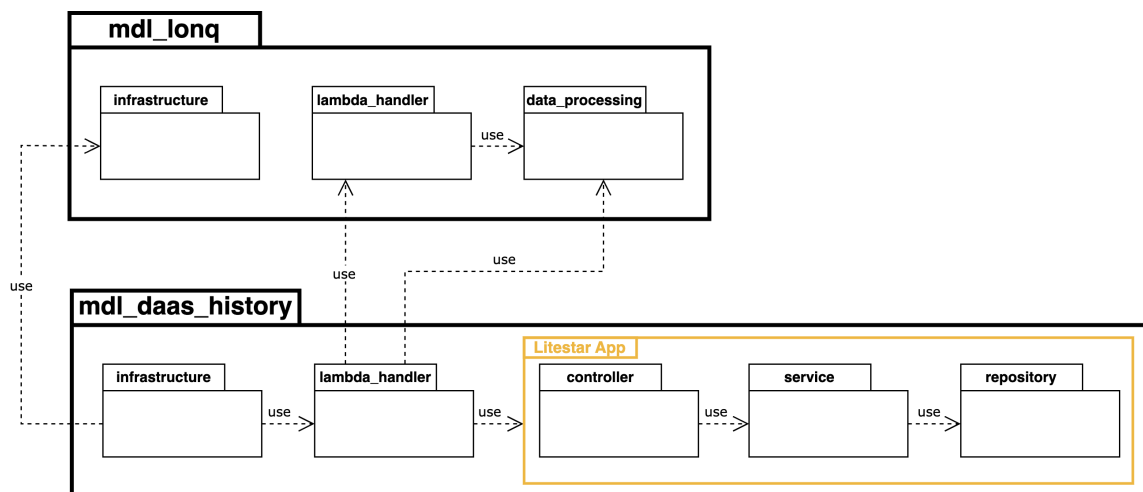 mdl_lonq
infrastructure
lambda_handler
data_processing
use
use
use
use
mdl_daas_history
Litestar App
infrastructure
lambda_handler
controller
service
repository
use
use
use
use